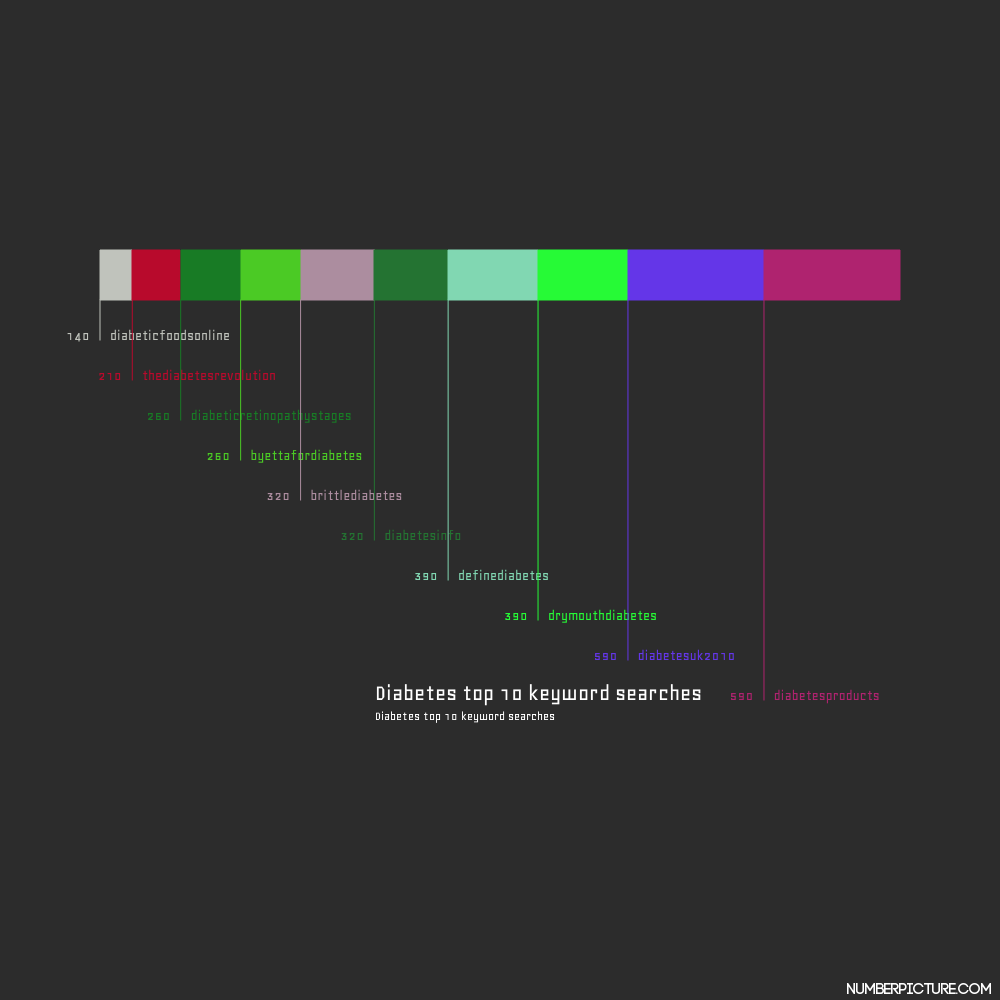 140 diabeticfoodsonline
210 thediabetesrevolution
260 diabeticretinopathystages
260 byettafordiabetes
320 brittlediabetes
320 diabetesinfo
390 definediabetes
390 drymouthdiabetes
590 diabetesuk2010
Diabetes top 10 keyword searches
590 diabetesproducts
Diabetes top 10 keyword searches
NUMBERPICTURE.COM